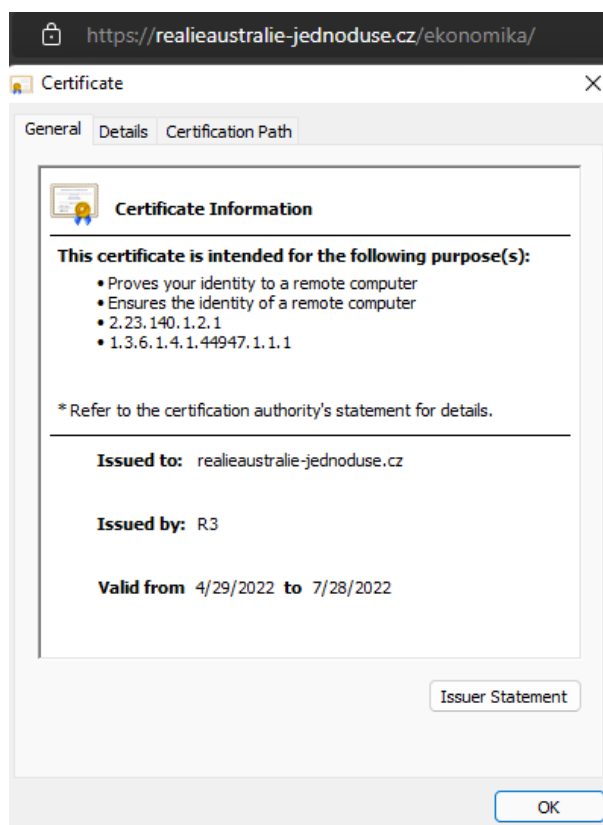 https://realieaustralie-jednoduse.cz/ekonomika/
Certificate
General Details Certification Path
Certificate Information
This certificate is intended for the following purpose(s):
• Proves your identity to a remote computer
• Ensures the identity of a remote computer
• 2.23.140.1.2.1
• 1.3.6.1.4.1.44947.1.1.1
* Refer to the certification authority's statement for details.
Issued to: realieaustralie-jednoduse.cz
Issued by: R3
Valid from 4/29/2022 to 7/28/2022
Issuer Statement
OK